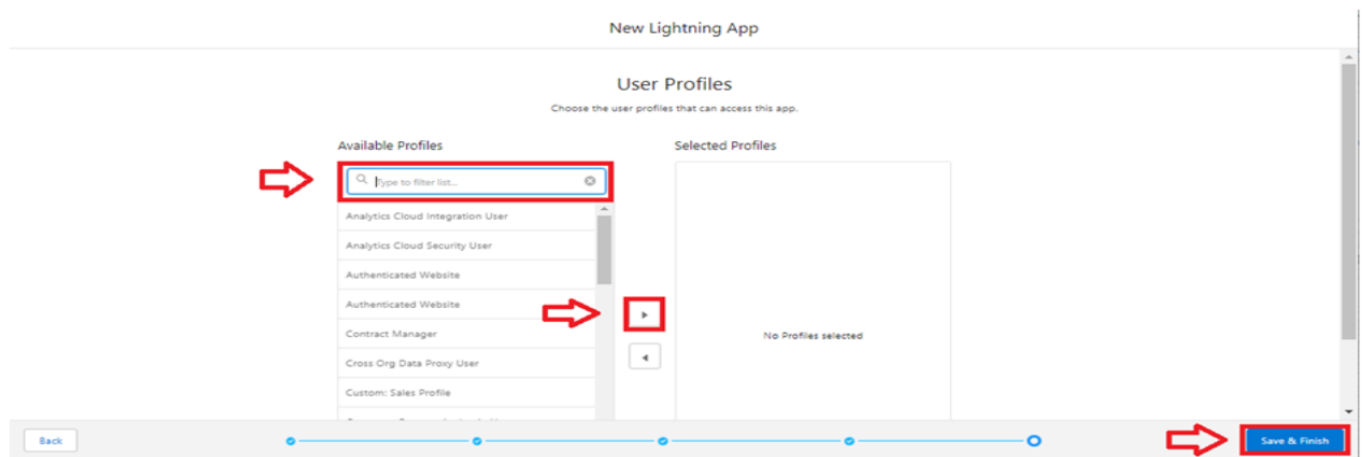 New Lightning App
User Profiles
Choose the user profiles that can access this app.
Available Profiles
Selected Profiles
Type to filter list...
Analytics Cloud Integration User
Analytics Cloud Security User
Authenticated Website
Authenticated Website
Contract Manager
Cross Org Data Proxy User
Custom: Sales Profile
No Profiles selected
Back
Save & Finish